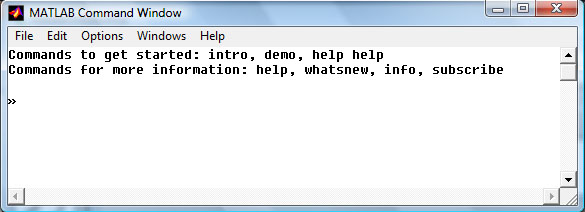 MATLAB Command Window
File Edit Options Windows Help
Commands to get started: intro, demo, help help
Commands for more information: help, whatsnew, info, subscribe
»